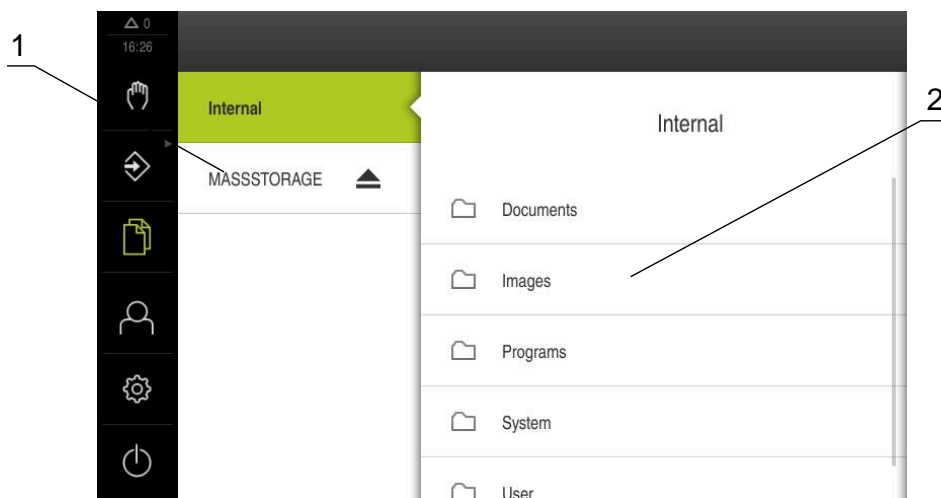 0
16:26
1
2
Internal
MASSSTORAGE
Internal
Documents
Images
Programs
System
User